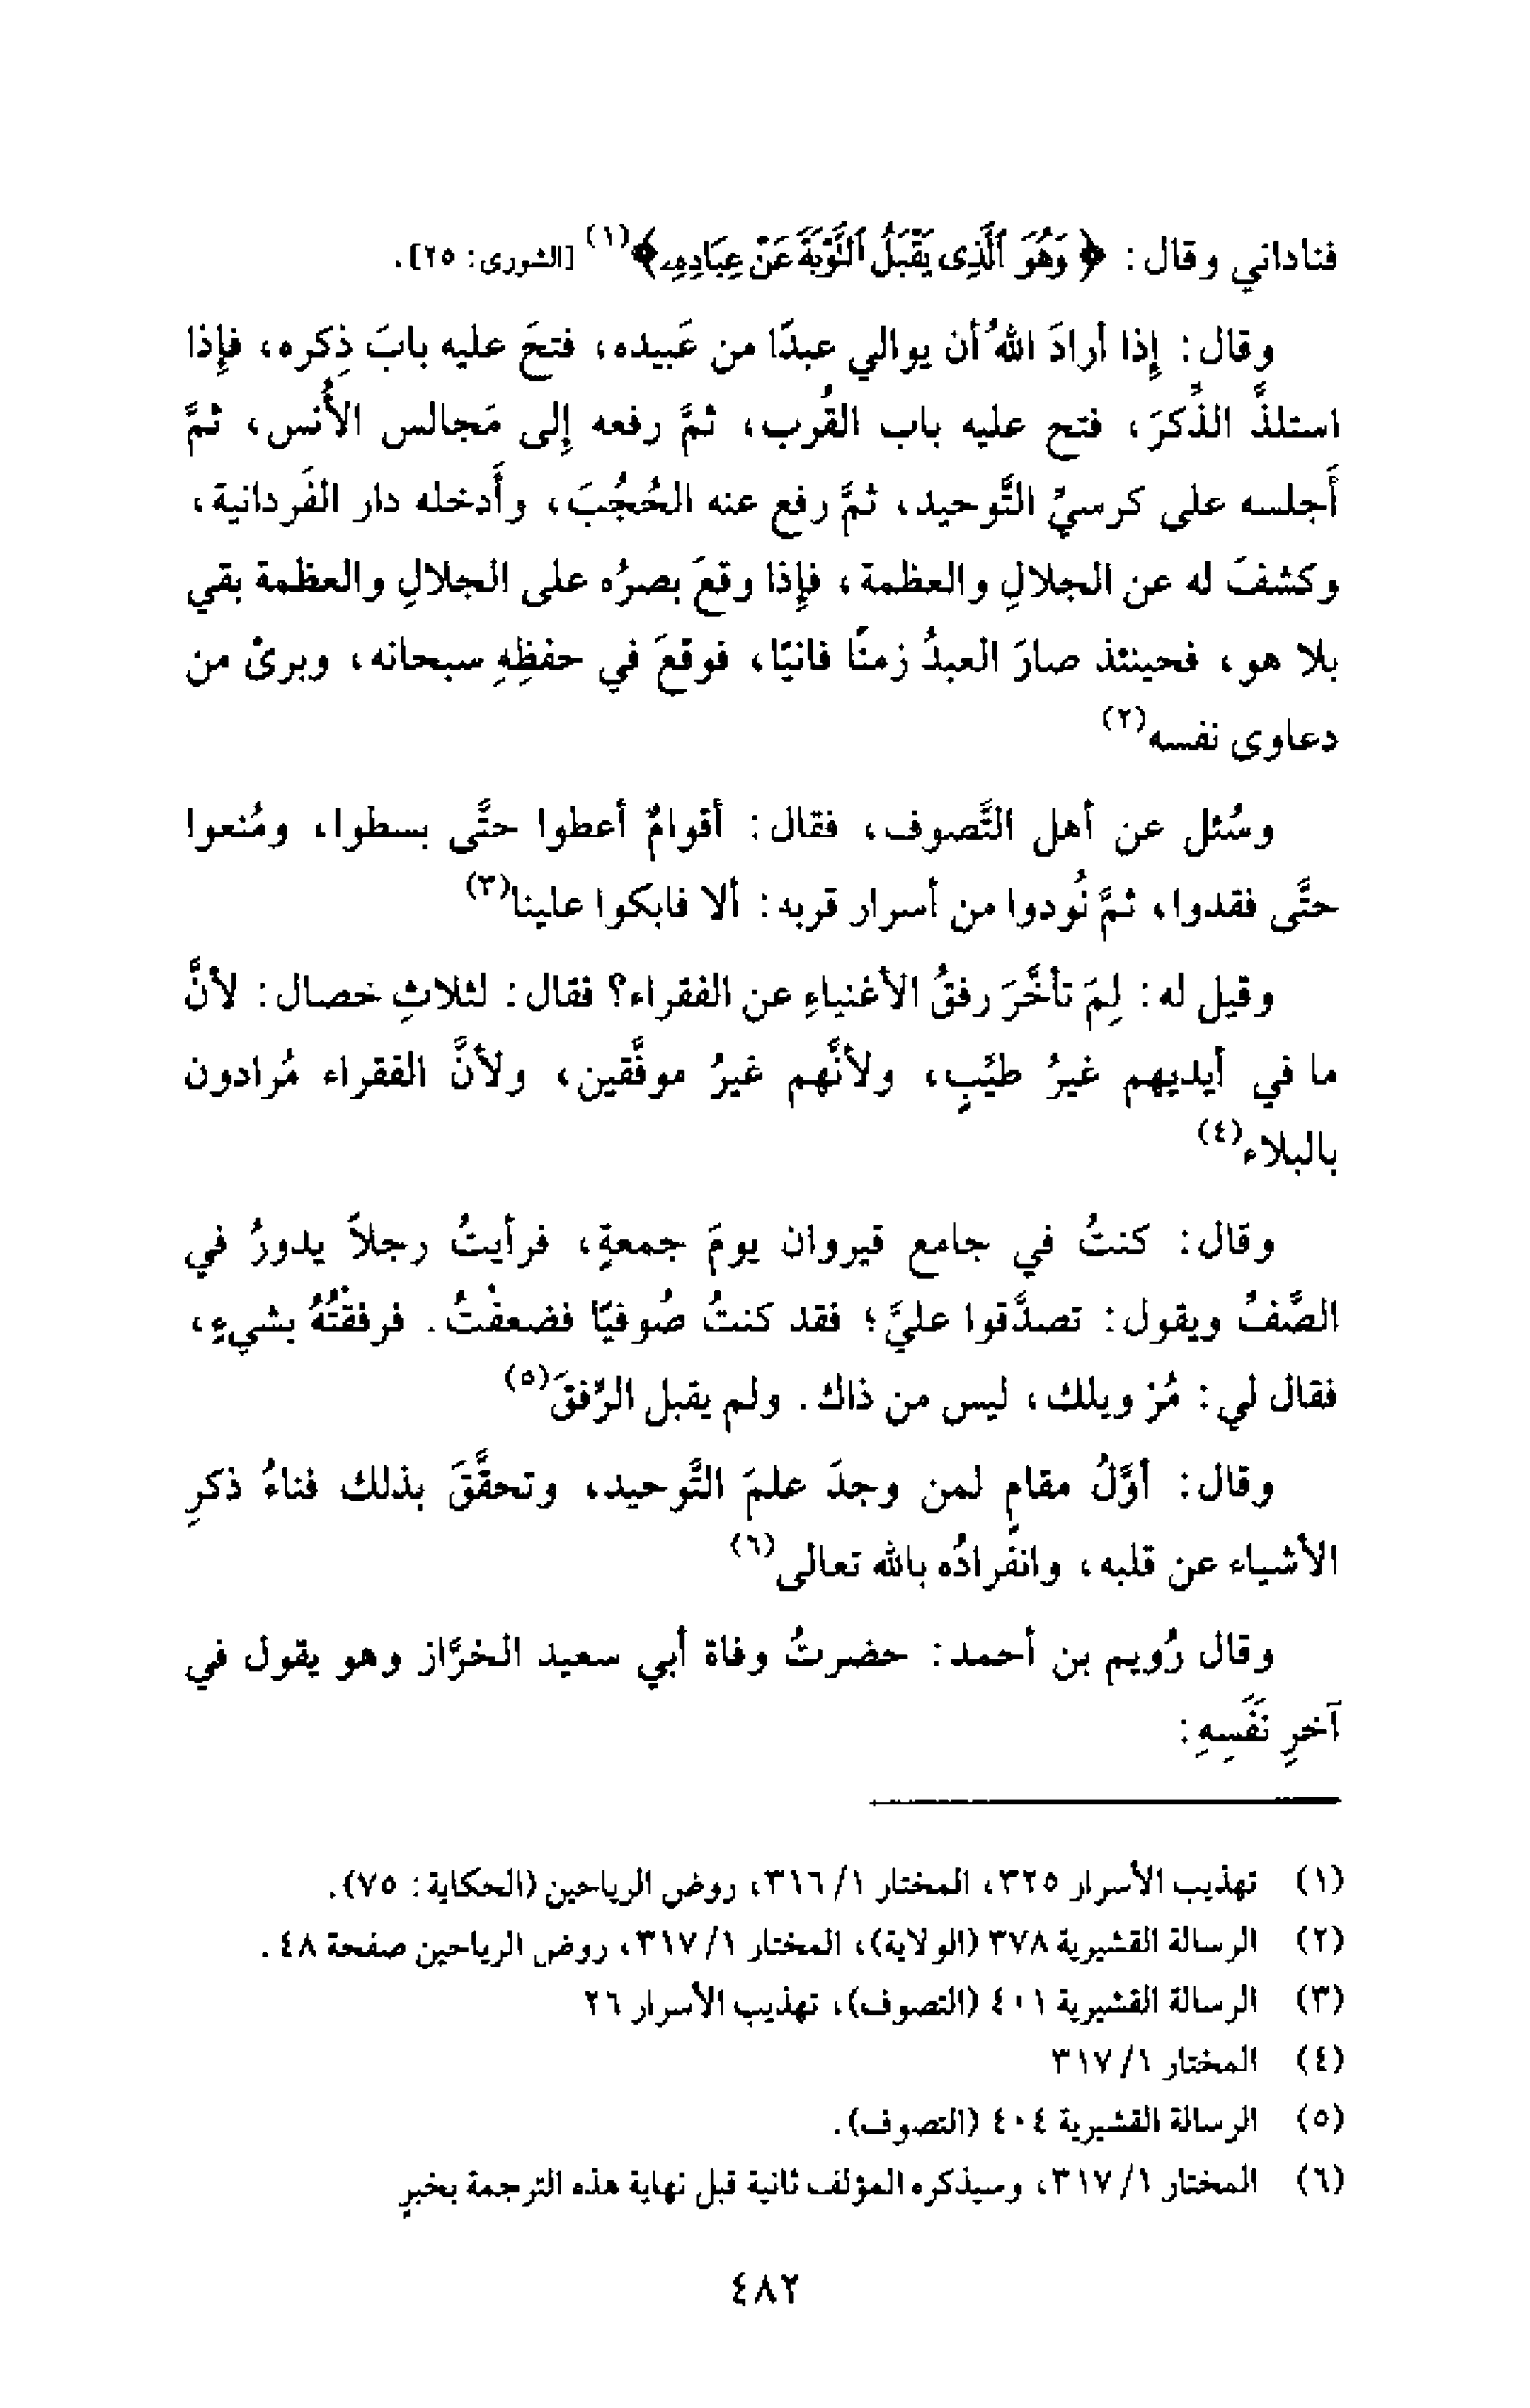 فناداني وقال: ﴿ وَهُوَ ٱلَّذِى يَقْبَلُ ٱلتَّوْبَةَ عَنْ عِبَادِهِۦ﴾(١) [الشورى: ٢٥].
وقال: إذا أرادَ اللهُ أن يوالي عبدًا من عَبيده، فتحَ عليه بابَ ذِكره، فإذا
استلذَّ الذِّكرَ، فتح عليه باب القُرب، ثمَّ رفعه إلى مَجالس الأُنس، ثمَّ
أَجلسه على كرسيِّ التَّوحيد، ثمَّ رفع عنه الحُجُبَ، وأَدخله دار الفَردانية،
وكشفَ له عن الجلالِ والعظمة، فإذا وقعَ بصرُه على الجلالِ والعظمة بقي
بلا هو، فحينئذ صارَ العبدُ زمنًا فانيًا، فوقعَ في حفظِهِ سبحانه، وبرئ من
دعاوى نفسه(٢)
وسُئل عن أهل التَّصوف، فقال: أقوامٌ أعطوا حتَّى بسطوا، ومُنعوا
حتَّى فقدوا، ثمَّ نُودوا من أسرار قربه: ألا فابكوا علينا(٣)
وقيل له: لِمَ تأخَّرَ رفقُ الأغنياءِ عن الفقراء؟ فقال: لثلاثِ خصال: لأنَّ
ما في أيديهم غيرُ طيِّبٍ، ولأنَّهم غيرُ موفَّقين، ولأنَّ الفقراء مُرادون
بالبلاء(٤)
وقال: كنتُ في جامع قيروان يومَ جمعةٍ، فرأيتُ رجلاً يدورُ في
الصَّفِّ ويقول: تصدَّقوا عليَّ؛ فقد كنتُ صُوفيًا فضعفْتُ. فرفقْتُهُ بشيءٍ،
فقال لي: مُرْ ويلك، ليس من ذاك. ولم يقبل الرِّفقَ(٥)
وقال: أوَّلُ مقامٍ لمن وجدَ علمَ التَّوحيد، وتحقَّقَ بذلك فناءُ ذكرِ
الأشياء عن قلبه، وانفرادُه بالله تعالى(٦)
وقال رُويم بن أحمد: حضرتُ وفاة أبي سعيد الخرَّاز وهو يقول في
آخرِ نَفَسِهِ:
(١) تهذيب الأسرار ٣٢٥، المختار ١/ ٣١٦، روض الرياحين (الحكاية: ٧٥).
(٢) الرسالة القشيرية ٣٧٨ (الولاية)، المختار ١/ ٣١٧، روض الرياحين صفحة ٤٨.
(٣) الرسالة القشيرية ٤٠١ (التصوف)، تهذيب الأسرار ٢٦
(٤) المختار ١/ ٣١٧
(٥) الرسالة القشيرية ٤٠٤ (التصوف).
(٦) المختار ١/ ٣١٧، وسيذكره المؤلف ثانية قبل نهاية هذه الترجمة بخبرٍ
٤٨٢